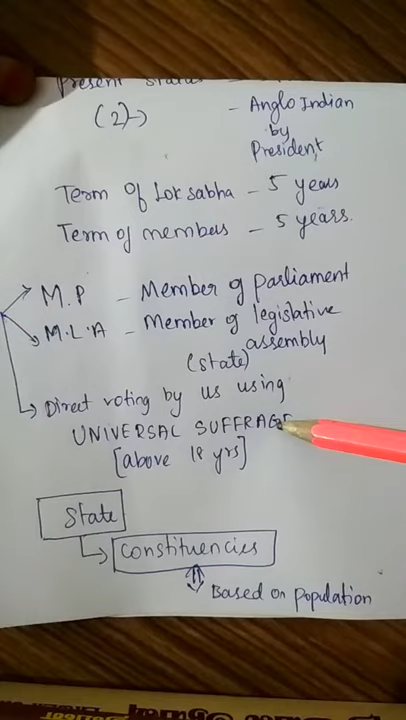 Present status -
(2) → - Anglo Indian
by
President
Term of Lok sabha - 5 years
Term of members - 5 years.
M.P - Member of parliament
M.L.A - Member of legislative
assembly
(state)
Direct voting by us using
UNIVERSAL SUFFRAGE
[above 18 yrs]
State
Constituencies
Based on population